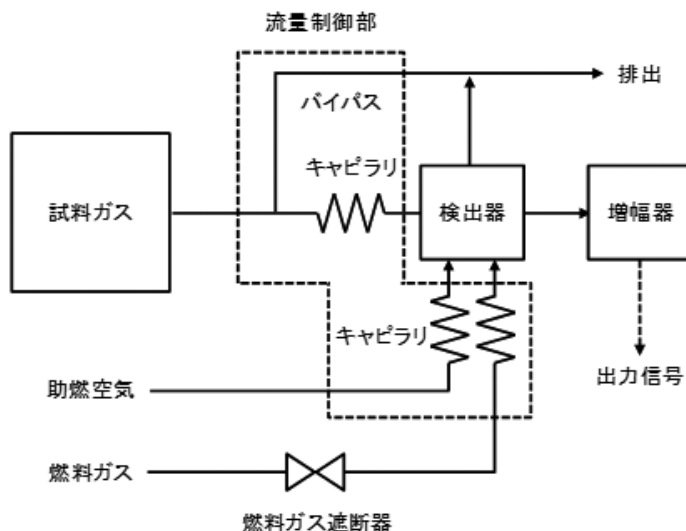 流量制御部
排出
バイパス
キャピラリ
試料ガス
検出器
増幅器
キャピラリ
出力信号
助燃空気
燃料ガス
燃料ガス遮断器